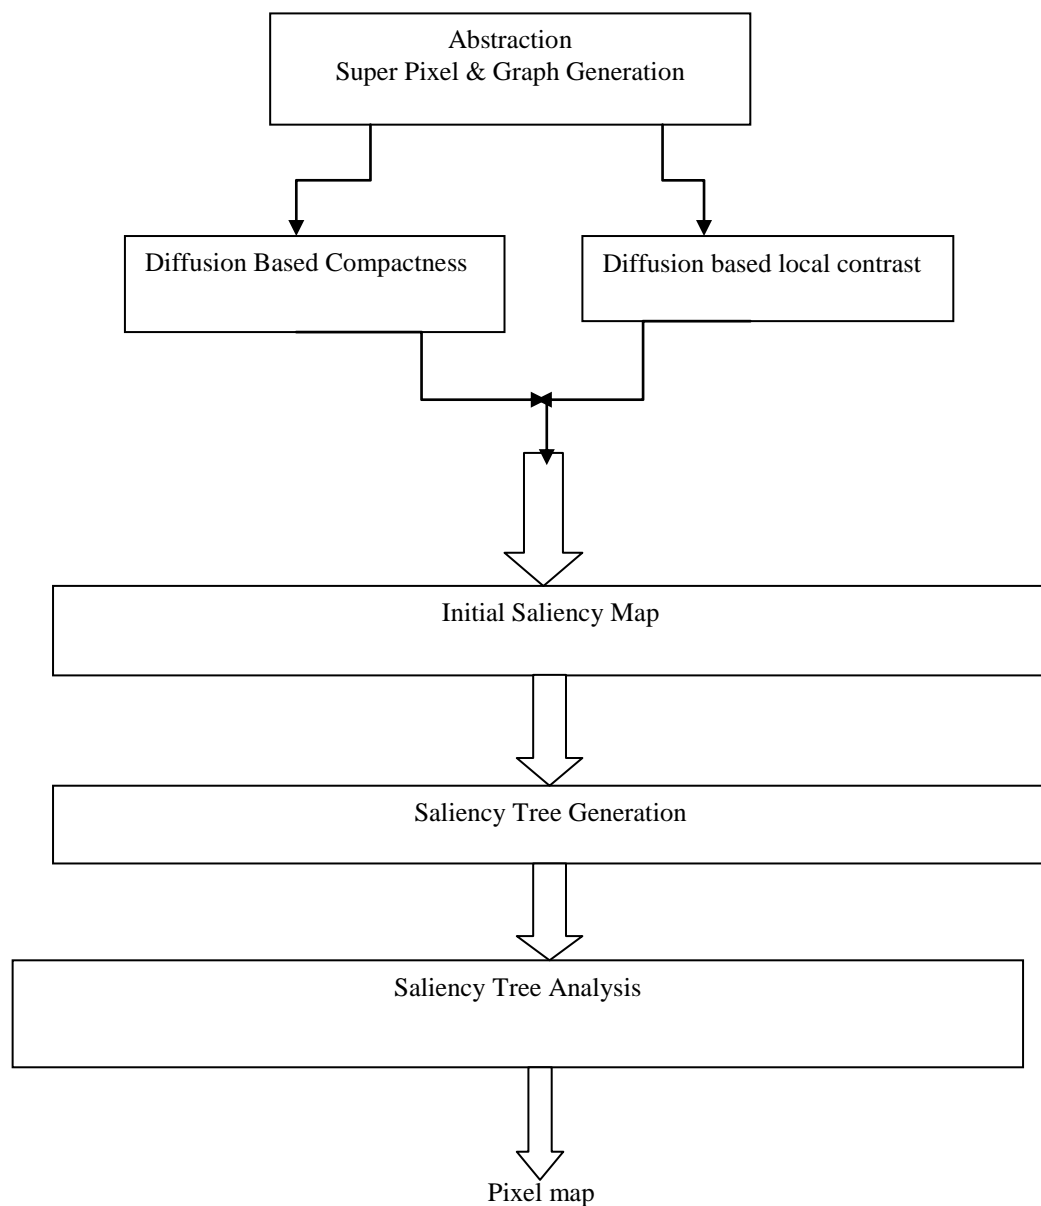 Abstraction
Super Pixel & Graph Generation
Diffusion Based Compactness
Diffusion based local contrast
Initial Saliency Map
Saliency Tree Generation
Saliency Tree Analysis
Pixel map